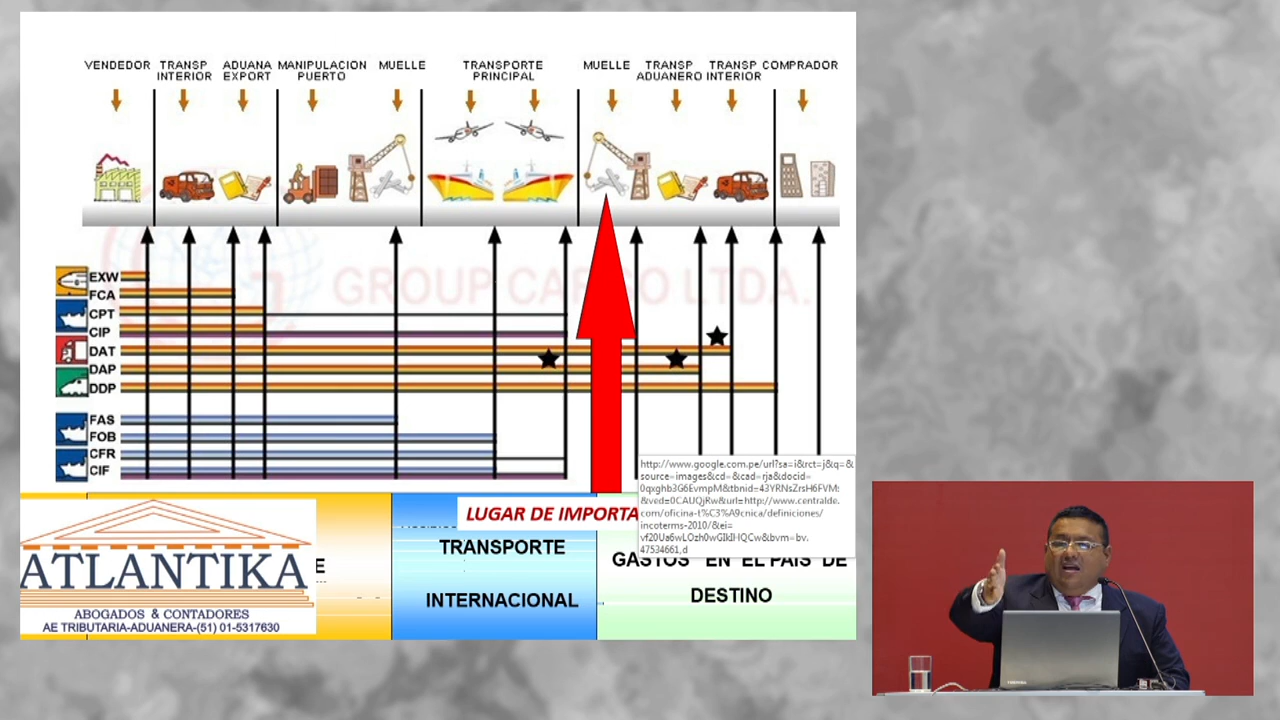 VENDEDOR TRANSP INTERIOR ADUANA EXPORT MANIPULACION PUERTO MUELLE TRANSPORTE PRINCIPAL MUELLE TRANSP ADUANERO TRANSP INTERIOR COMPRADOR
GROUP CARGO LTDA.
EXW
FCA
CPT
CIP
DAT
DAP
DDP
FAS
FOB
CFR
CIF
http://www.google.com.pe/url?sa=i&rct=j&q=&
source=images&cd=&cad=rja&docid=
0qxghb3G6EvmpM&tbnid=43YRNsZrsH6FVM:
&ved=0CAUQjRw&url=http://www.centralde.
com/oficina-t%C3%A9cnica/definiciones/
incoterms-2010/&ei=
47534661,d
LUGAR DE IMPORTA
TRANSPORTE
INTERNACIONAL
GASTOS EN EL PAIS DE
DESTINO
E
ATLANTIKA
ABOGADOS & CONTADORES
AE TRIBUTARIA-ADUANERA-(51) 01-5317630